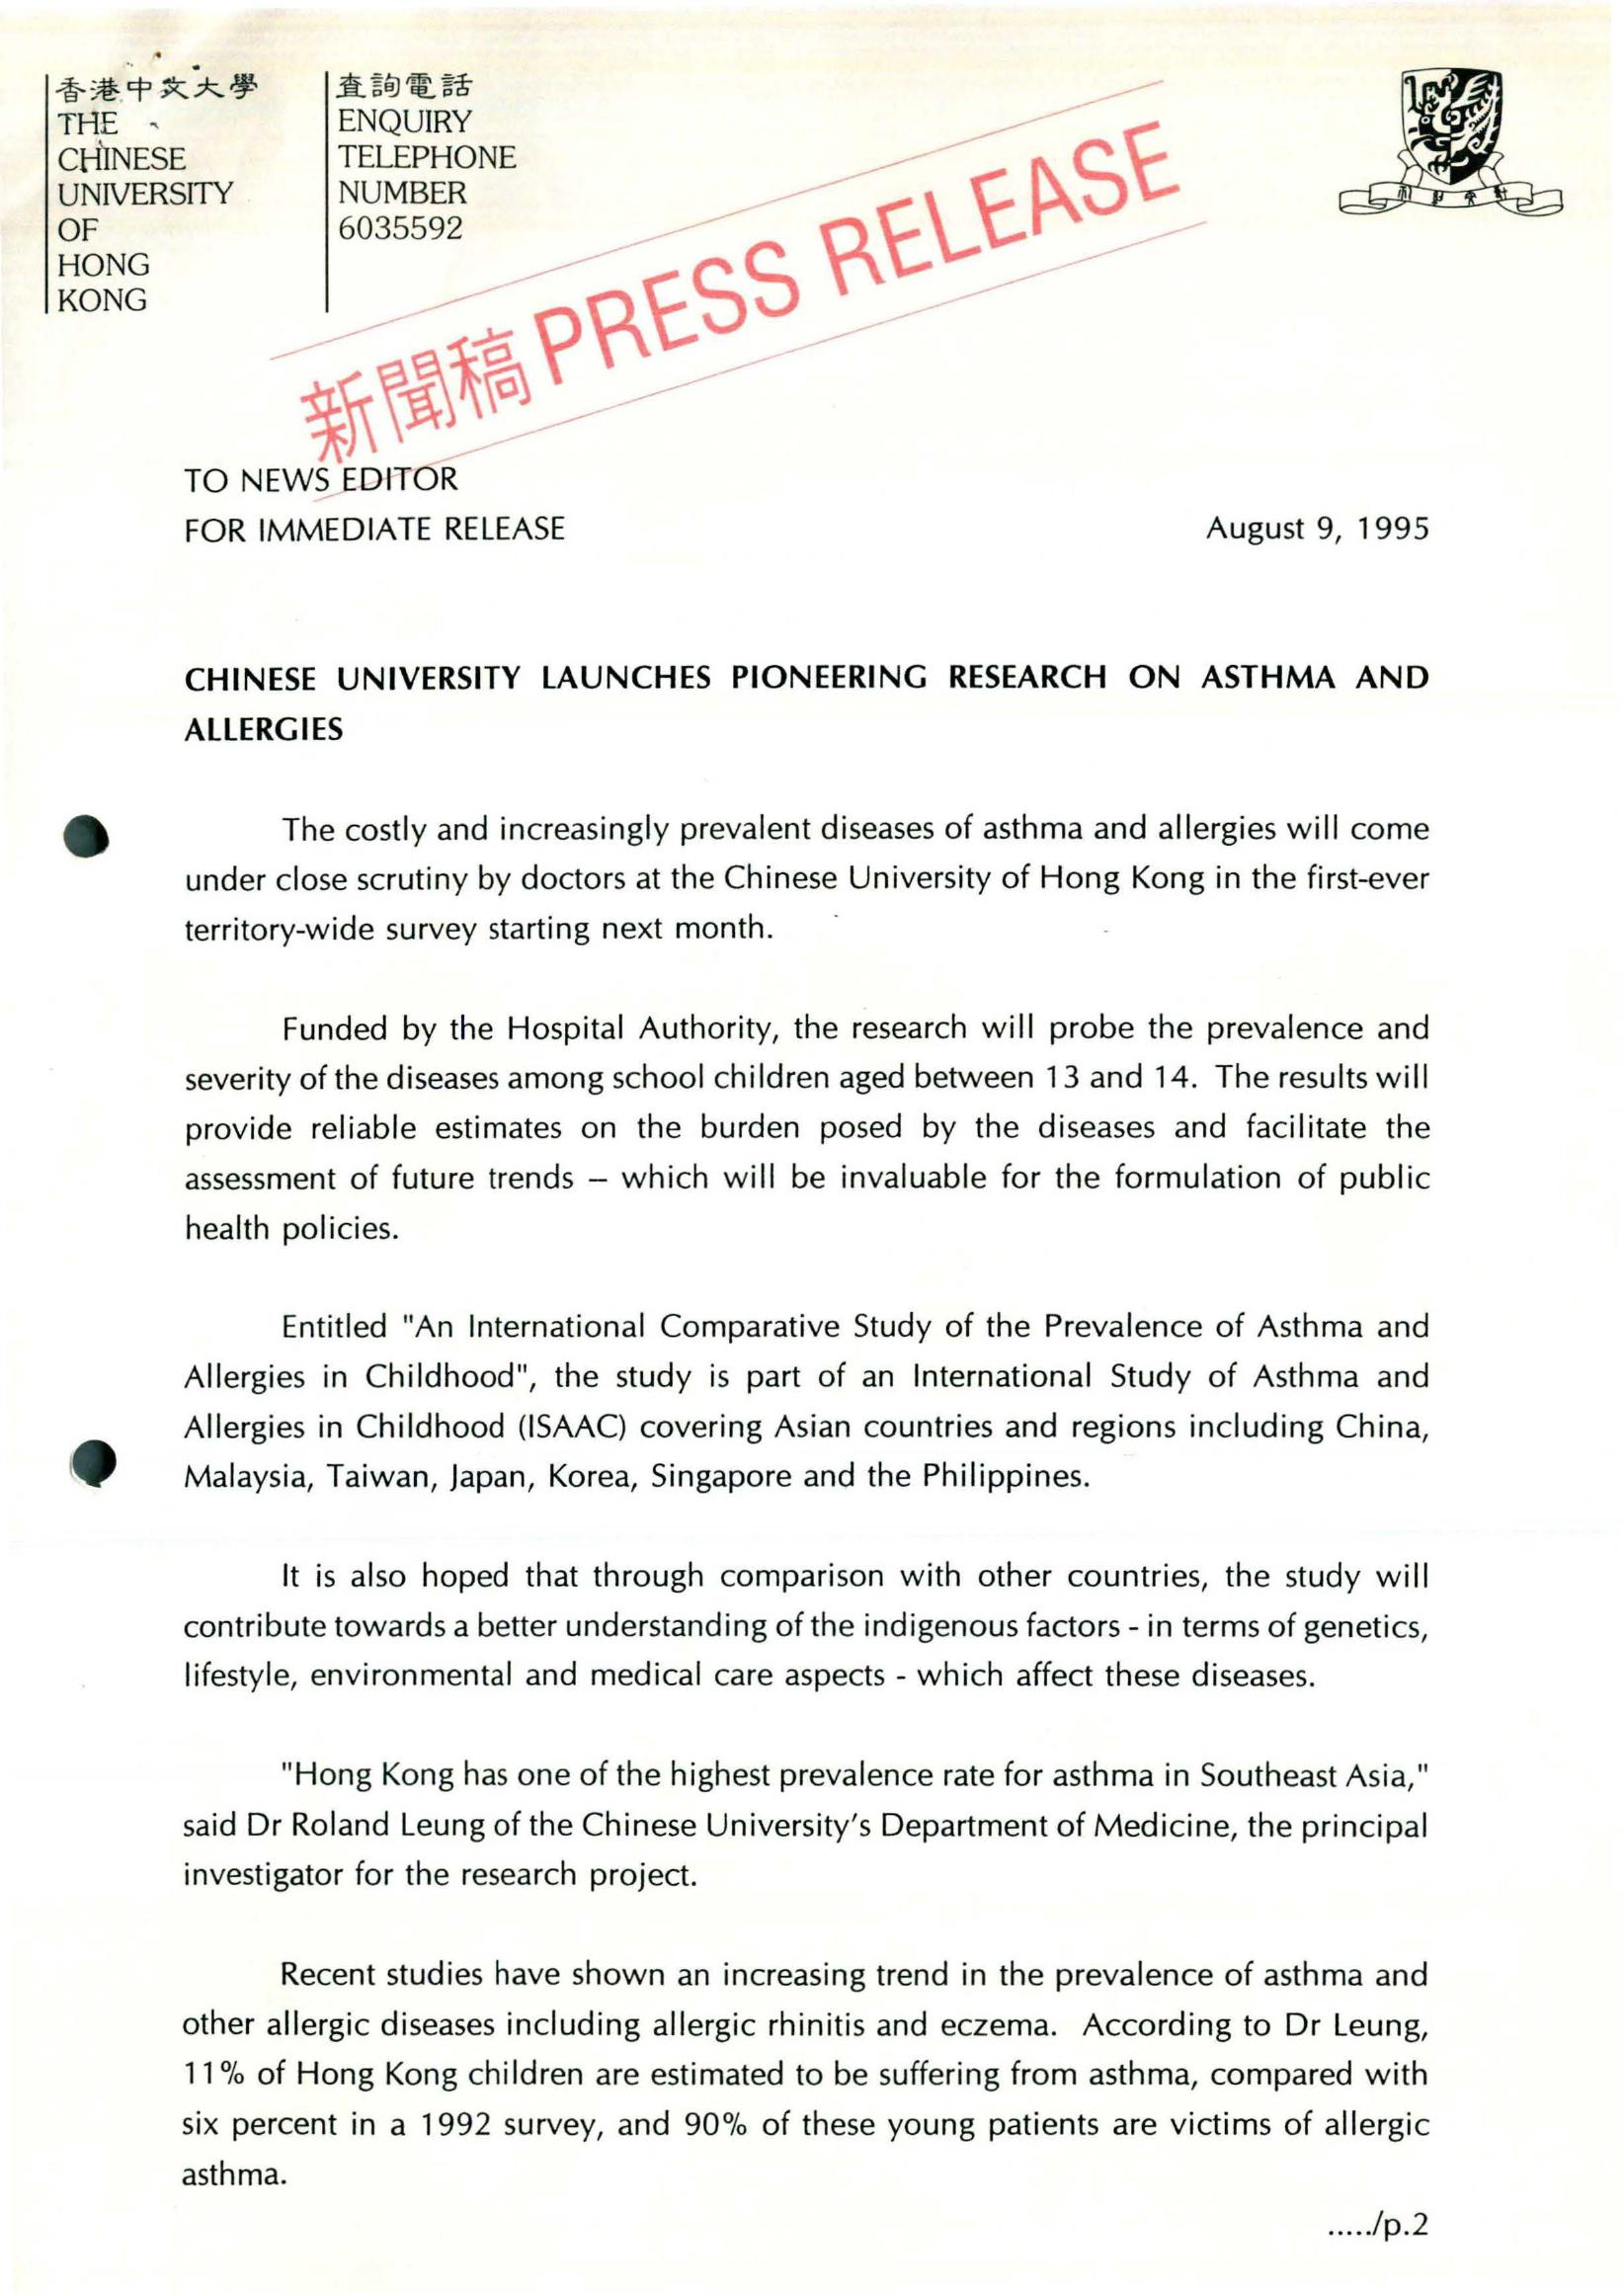 香港中文大學
THE
CHINESE
UNIVERSITY
OF
HONG
KONG
查詢電話
ENQUIRY
TELEPHONE
NUMBER
6035592
新聞稿 PRESS RELEASE
TO NEWS EDITOR
FOR IMMEDIATE RELEASE
August 9, 1995
CHINESE UNIVERSITY LAUNCHES PIONEERING RESEARCH ON ASTHMA AND
ALLERGIES
The costly and increasingly prevalent diseases of asthma and allergies will come
under close scrutiny by doctors at the Chinese University of Hong Kong in the first-ever
territory-wide survey starting next month.
Funded by the Hospital Authority, the research will probe the prevalence and
severity of the diseases among school children aged between 13 and 14. The results will
provide reliable estimates on the burden posed by the diseases and facilitate the
assessment of future trends – which will be invaluable for the formulation of public
health policies.
Entitled "An International Comparative Study of the Prevalence of Asthma and
Allergies in Childhood", the study is part of an International Study of Asthma and
Allergies in Childhood (ISAAC) covering Asian countries and regions including China,
Malaysia, Taiwan, Japan, Korea, Singapore and the Philippines.
It is also hoped that through comparison with other countries, the study will
contribute towards a better understanding of the indigenous factors - in terms of genetics,
lifestyle, environmental and medical care aspects - which affect these diseases.
"Hong Kong has one of the highest prevalence rate for asthma in Southeast Asia,"
said Dr Roland Leung of the Chinese University's Department of Medicine, the principal
investigator for the research project.
Recent studies have shown an increasing trend in the prevalence of asthma and
other allergic diseases including allergic rhinitis and eczema. According to Dr Leung,
11% of Hong Kong children are estimated to be suffering from asthma, compared with
six percent in a 1992 survey, and 90% of these young patients are victims of allergic
asthma.
...../p.2